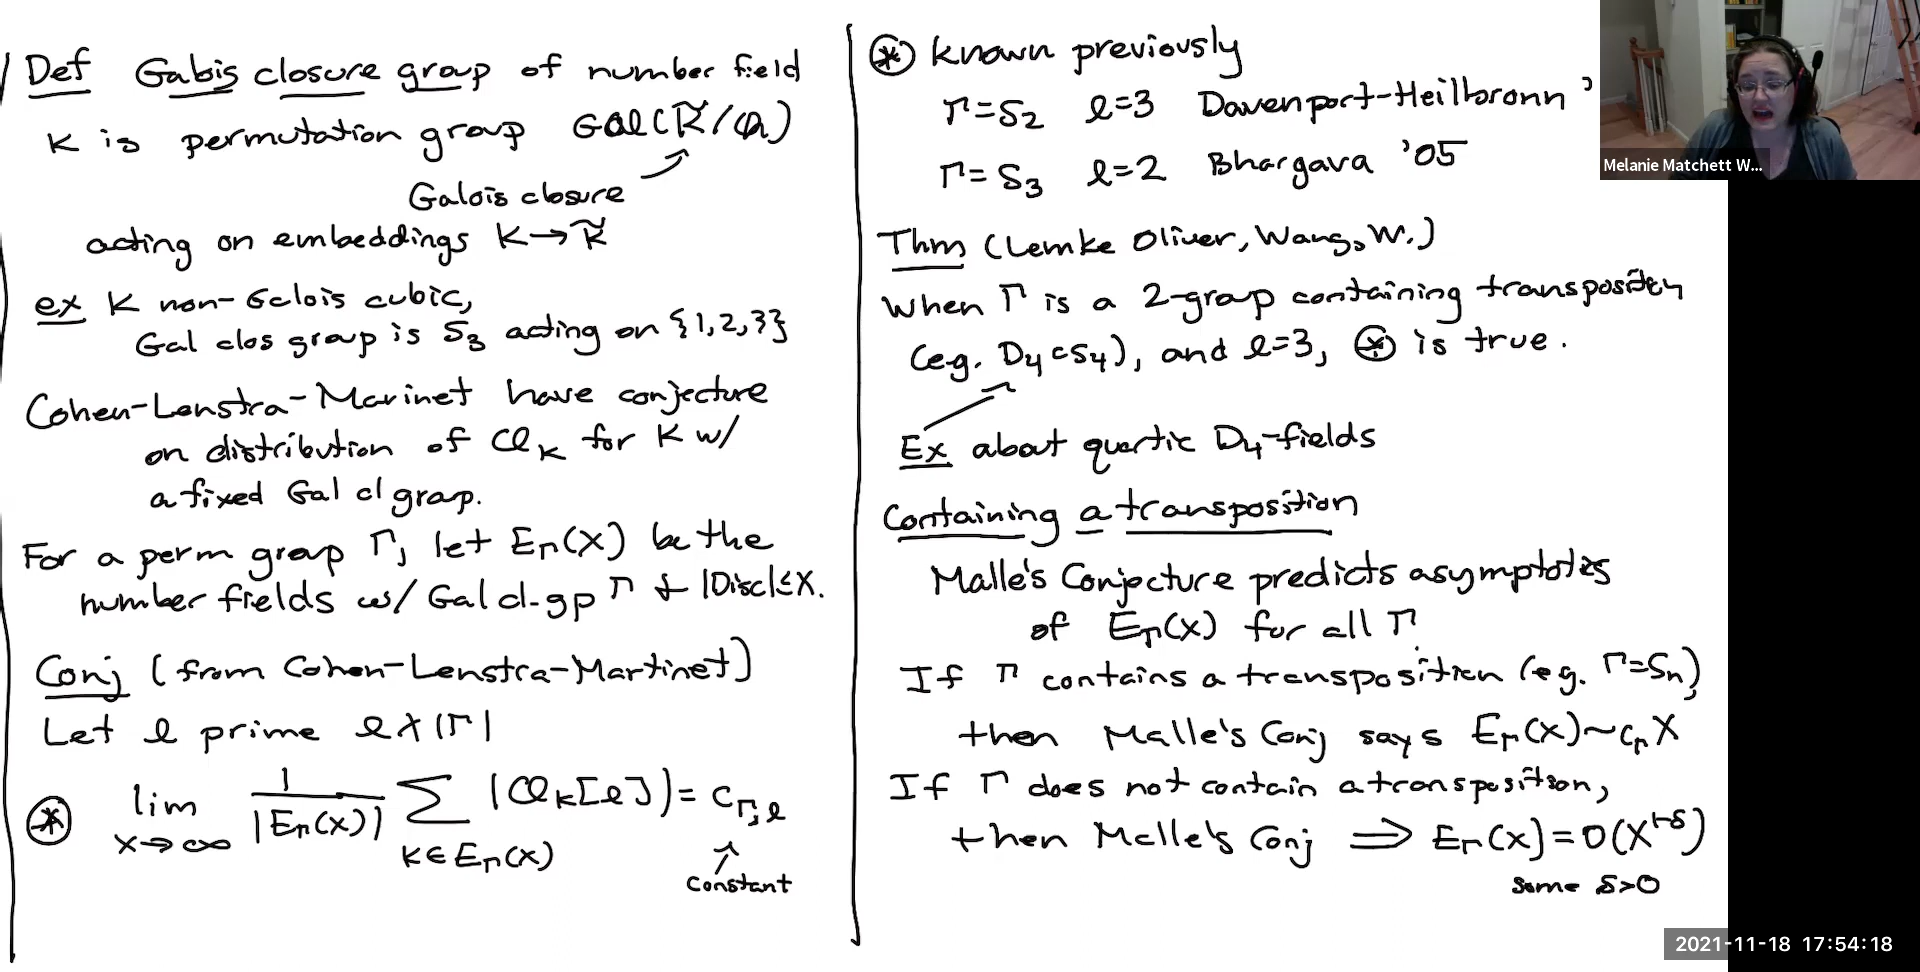 Def Galois closure group of number field
K is permutation group Gal(K̃/Q)
Galois closure
acting on embeddings K→K̃
ex K non-Galois cubic,
Gal clos group is S₃ acting on {1,2,3}
Cohen-Lenstra-Marinet have conjecture
on distribution of Cl_K for K w/
a fixed Gal cl group.
For a perm group Γ, let E_Γ(X) be the
number fields w/ Gal cl. gp Γ & |Disc|≤X.
Conj (from Cohen-Lenstra-Martinet)
Let ℓ prime ℓ∤|Γ|
⊛ lim_{X→∞} 1/|E_Γ(X)| ∑_{K∈E_Γ(X)} |Cl_K[ℓ]| = c_{Γ,ℓ}
constant
⊛ known previously
Γ=S₂ ℓ=3 Davenport-Heilbronn '
Γ=S₃ ℓ=2 Bhargava '05
Thm (Lemke Oliver, Wang, W.)
When Γ is a 2-group containing transposition
(e.g. D₄⊂S₄), and ℓ=3, ⊛ is true.
Ex about quartic D₄-fields
Containing a transposition
Malle's Conjecture predicts asymptotics
of E_Γ(X) for all Γ
If Γ contains a transposition (eg. Γ=Sₙ),
then Malle's Conj says E_Γ(X)~c_Γ X
If Γ does not contain a transposition,
then Malle's Conj ⟹ E_Γ(X)=O(X^{1-δ})
some δ>0
Melanie Matchett W...
2021-11-18 17:54:18